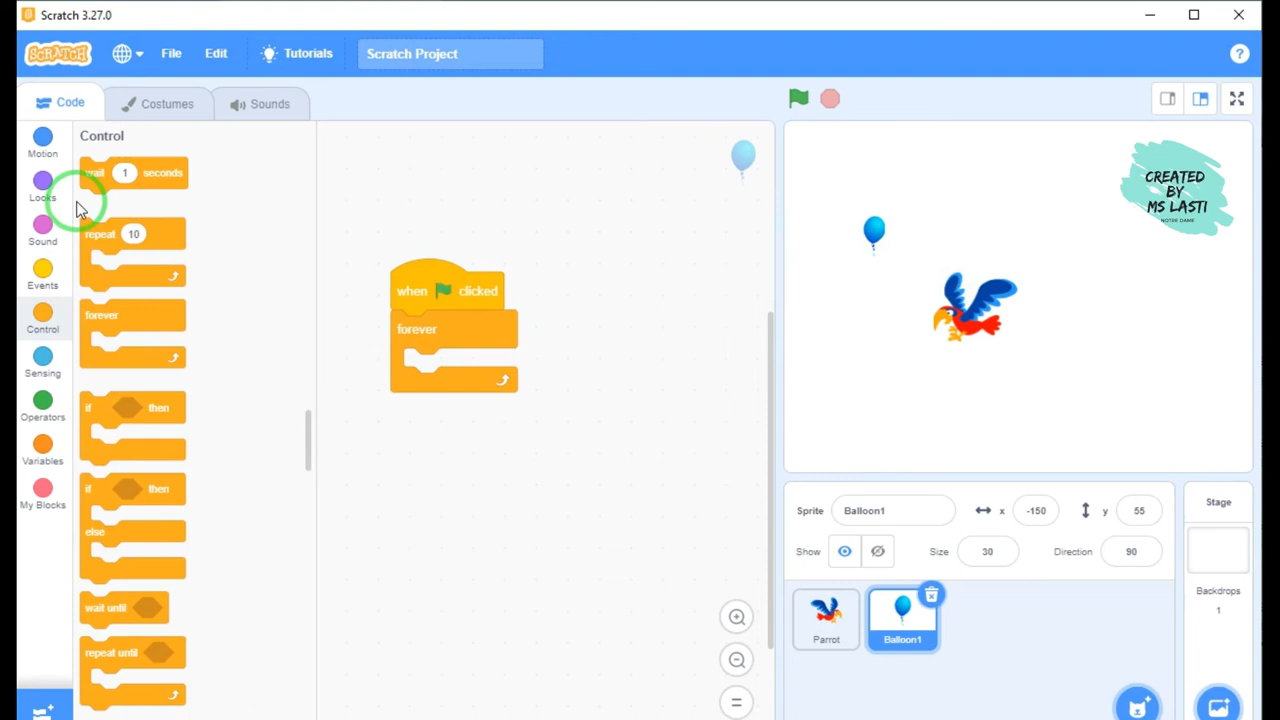 Scratch 3.27.0
SCRATCH
File
Edit
Tutorials
Scratch Project
?
Code
Costumes
Sounds
Motion
Looks
Sound
Events
Control
Sensing
Operators
Variables
My Blocks
Control
wait 1 seconds
repeat 10
forever
if then
if then
else
wait until
repeat until
when clicked
forever
CREATED
BY
MS LASTI
NOTRE DAME
Sprite Balloon1 x -150 y 55
Show Size 30 Direction 90
Parrot
Balloon1
Stage
Backdrops
1